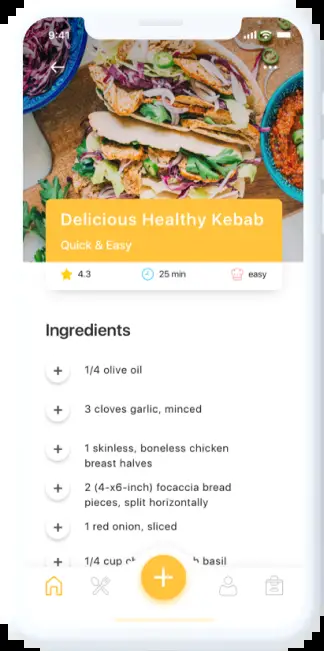 9:41
Delicious Healthy Kebab
Quick & Easy
4.3 25 min easy
Ingredients
1/4 olive oil
3 cloves garlic, minced
1 skinless, boneless chicken
breast halves
2 (4-x6-inch) focaccia bread
pieces, split horizontally
1 red onion, sliced
1/4 cup basil